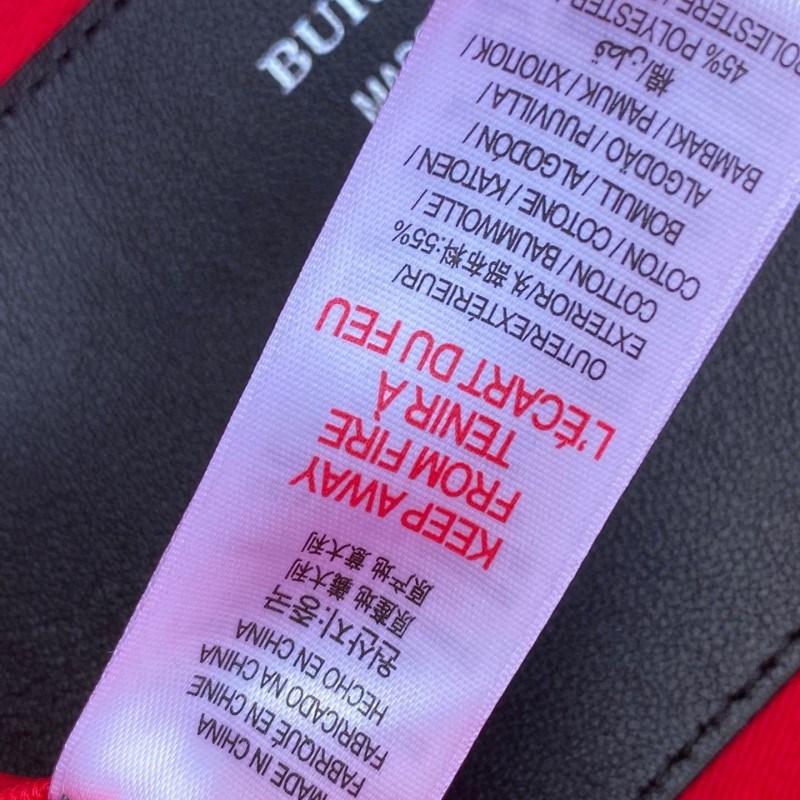 BUR
MAD
MADE IN CHINA
FABRIQUÉ EN CHINE
FABRICADO NA CHINA
HECHO EN CHINA
원산지:중국
原產地 義大利
原产地 意大利
KEEP AWAY
FROM FIRE
TENIR À
L'ÉCART DU FEU
OUTER/EXTÉRIEUR/
EXTERIOR/外部布料:55%
COTTON / BAUMWOLLE/
COTON / COTONE / KATOEN/
BOMULL / ALGODÓN/
ALGODÃO / PUUVILLA/
BAMBAKI / PAMUK / ХЛОПОК/
棉/قطن
45% POLYESTER